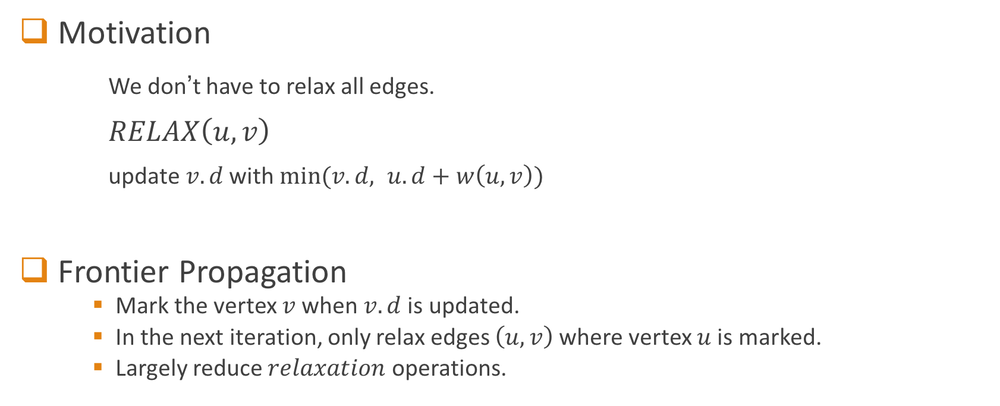 Motivation
We don't have to relax all edges.
RELAX(u, v)
update v.d with min(v.d, u.d + w(u, v))
Frontier Propagation
Mark the vertex v when v.d is updated.
In the next iteration, only relax edges (u, v) where vertex u is marked.
Largely reduce relaxation operations.